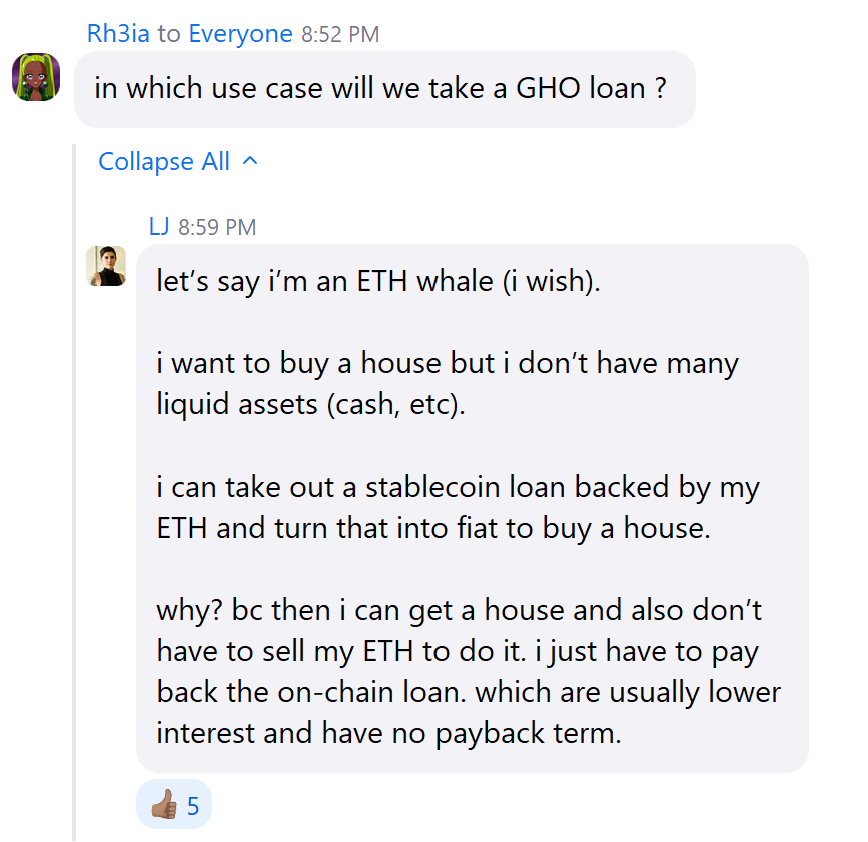 Rh3ia to Everyone 8:52 PM
in which use case will we take a GHO loan ?
Collapse All
LJ 8:59 PM
let’s say i’m an ETH whale (i wish).
i want to buy a house but i don’t have many
liquid assets (cash, etc).
i can take out a stablecoin loan backed by my
ETH and turn that into fiat to buy a house.
why? bc then i can get a house and also don’t
have to sell my ETH to do it. i just have to pay
back the on-chain loan. which are usually lower
interest and have no payback term.
5